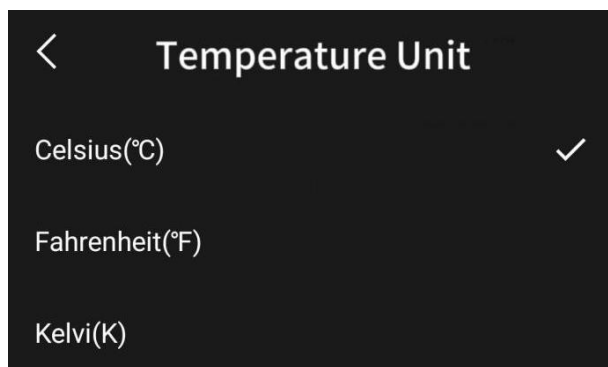 Temperature Unit
Celsius(℃)
Fahrenheit(℉)
Kelvi(K)